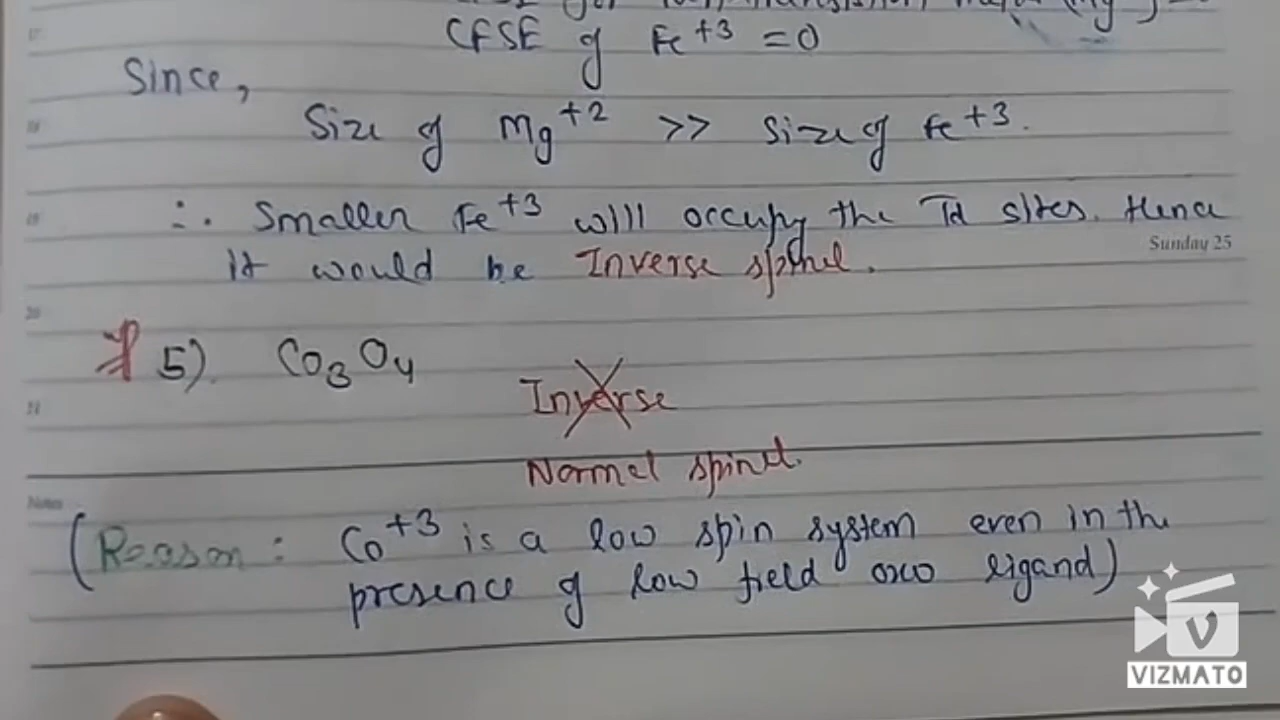 CFSE of Fe+3 = 0
Since,
Size of Mg+2 >> Size of Fe+3.
∴ Smaller Fe+3 will occupy the Td sites. Hence
Sunday 25
it would be Inverse spinel.
* 5). Co3O4
Inverse
Normal spinel.
Notes
(Reason: Co+3 is a low spin system even in the
presence of low field oxo ligand)
V
VIZMATO